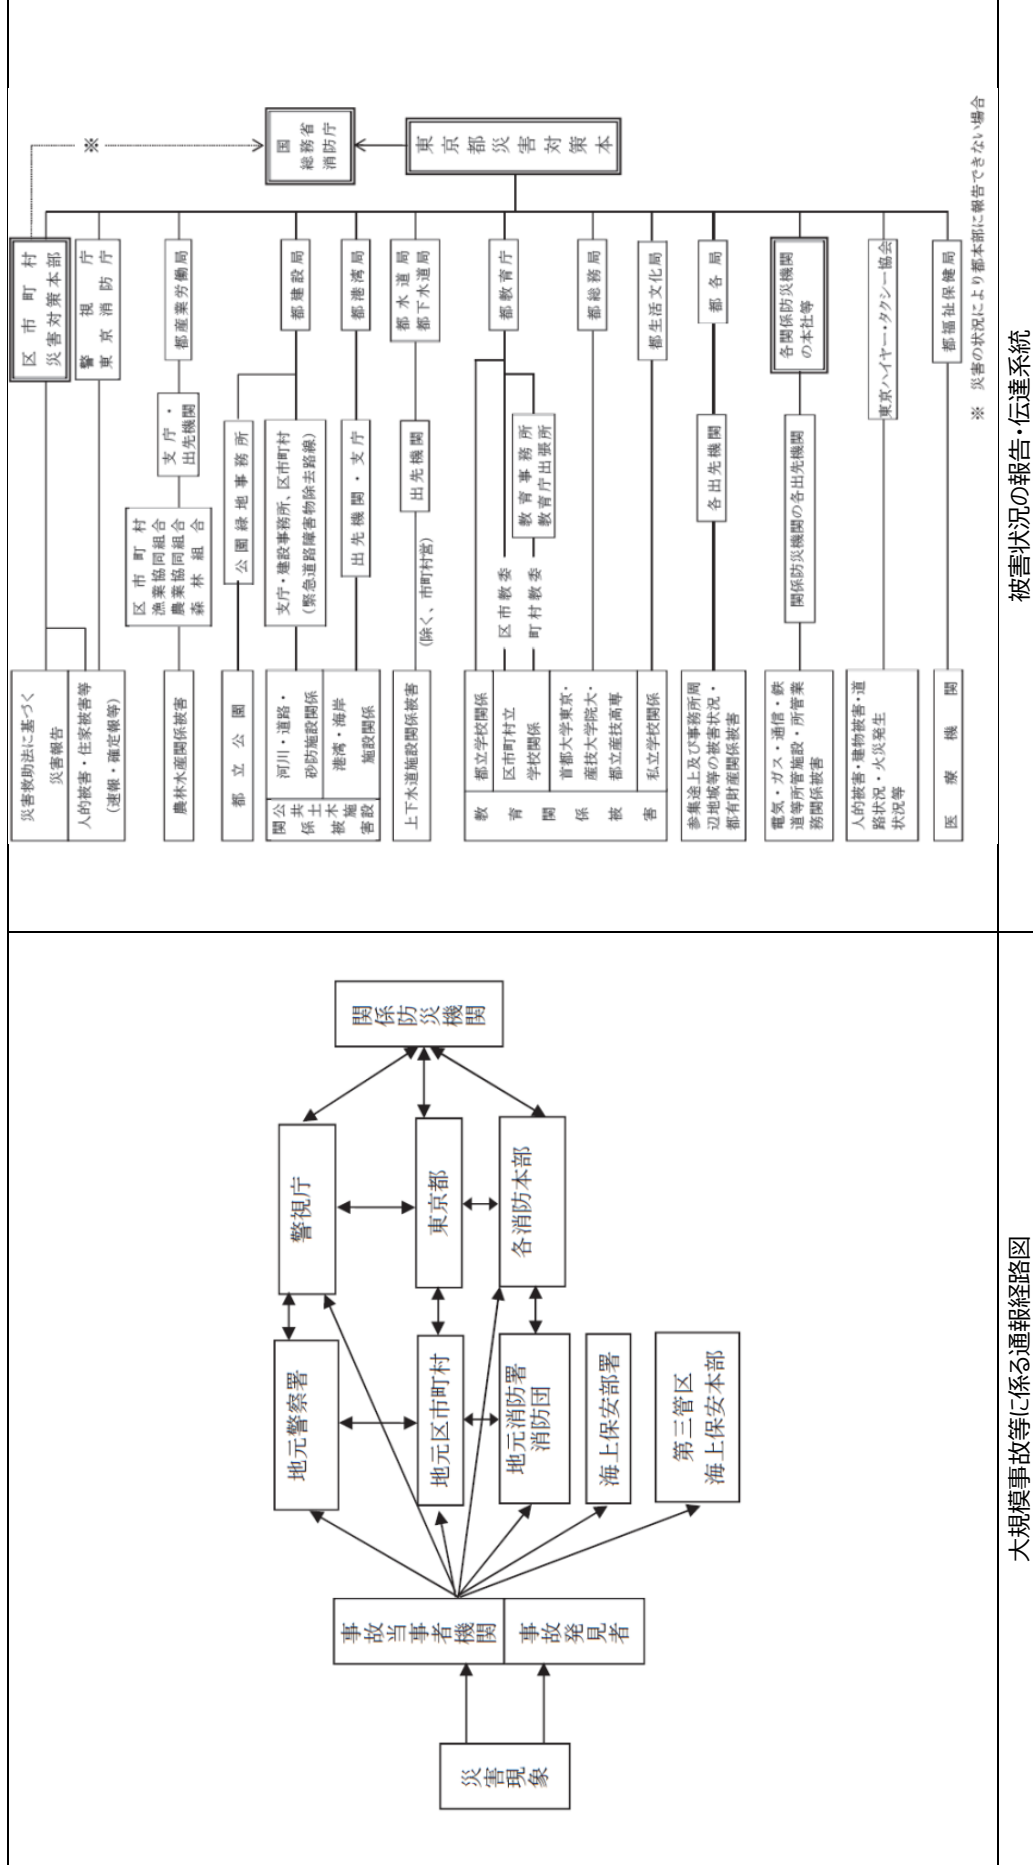 大規模事故等に係る通報経路図
災害現象
事故当事者機関
事故発見者
地元警察署
地元区市町村
地元消防署
消防団
海上保安部署
第三管区
海上保安本部
警視庁
東京都
各消防本部
関係防災機関
被害状況の報告・伝達系統
災害救助法に基づく
災害報告
人的被害・住家被害等
(速報・確定報等)
区市町村
災害対策本部
警視庁
東京消防庁
※
国
総務省
消防庁
東京都災害対策本
農林水産関係被害
区市町村
漁業協同組合
農業協同組合
森林組合
支庁・
出先機関
都産業労働局
都立公園
公園緑地事務所
関公
係共
被土
害木
施
設
河川・道路・
砂防施設関係
港湾・海岸
施設関係
支庁・建設事務所、区市町村
(緊急道路障害物除去路線)
都建設局
出先機関・支庁
都港湾局
上下水道施設関係被害
(除く、市町村営)
出先機関
都水道局
都下水道局
教育関係被害
都立学校関係
区市町村立
学校関係
首都大学東京・
産技大学院大・
都立産技高専
私立学校関係
区市教委
町村教委
教育事務所
教育庁出張所
都教育庁
都総務局
都生活文化局
参集途上及び事務所周
辺地域等の被害状況・
都有財産関係被害
各出先機関
都各局
電気・ガス・通信・鉄
道等所管施設・所管業
務関係被害
関係防災機関の各出先機関
各関係防災機関
の本社等
人的被害・建物被害・道
路状況・火災発生
状況等
東京ハイヤー・タクシー協会
医療機関
都福祉保健局
※ 災害の状況により都本部に報告できない場合